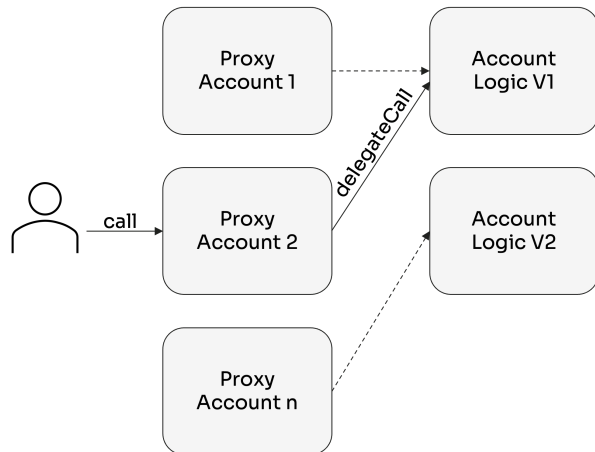 Proxy
Account 1
Account
Logic V1
delegateCall
call
Proxy
Account 2
Account
Logic V2
Proxy
Account n